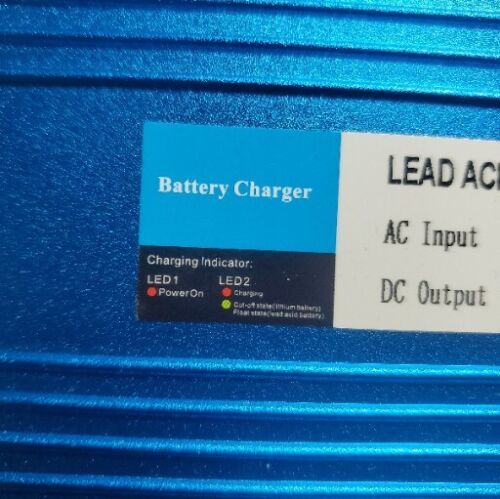 Battery Charger
LEAD ACI
AC Input
DC Output
Charging Indicator:
LED1 LED2
PowerOn Charging
Cut-off state(lithium battery)
Float state(lead acid battery)